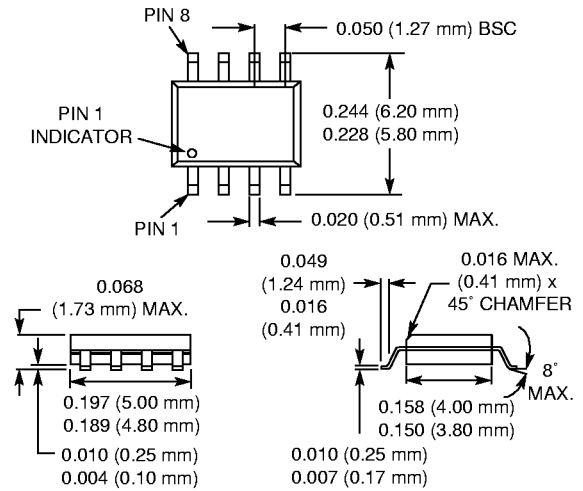 PIN 8
0.050 (1.27 mm) BSC
PIN 1
INDICATOR
0.244 (6.20 mm)
0.228 (5.80 mm)
PIN 1
0.020 (0.51 mm) MAX.
0.068
(1.73 mm) MAX.
0.197 (5.00 mm)
0.189 (4.80 mm)
0.010 (0.25 mm)
0.004 (0.10 mm)
0.049
(1.24 mm)
0.016
(0.41 mm)
0.016 MAX.
(0.41 mm) x
45° CHAMFER
8°
MAX.
0.158 (4.00 mm)
0.150 (3.80 mm)
0.010 (0.25 mm)
0.007 (0.17 mm)